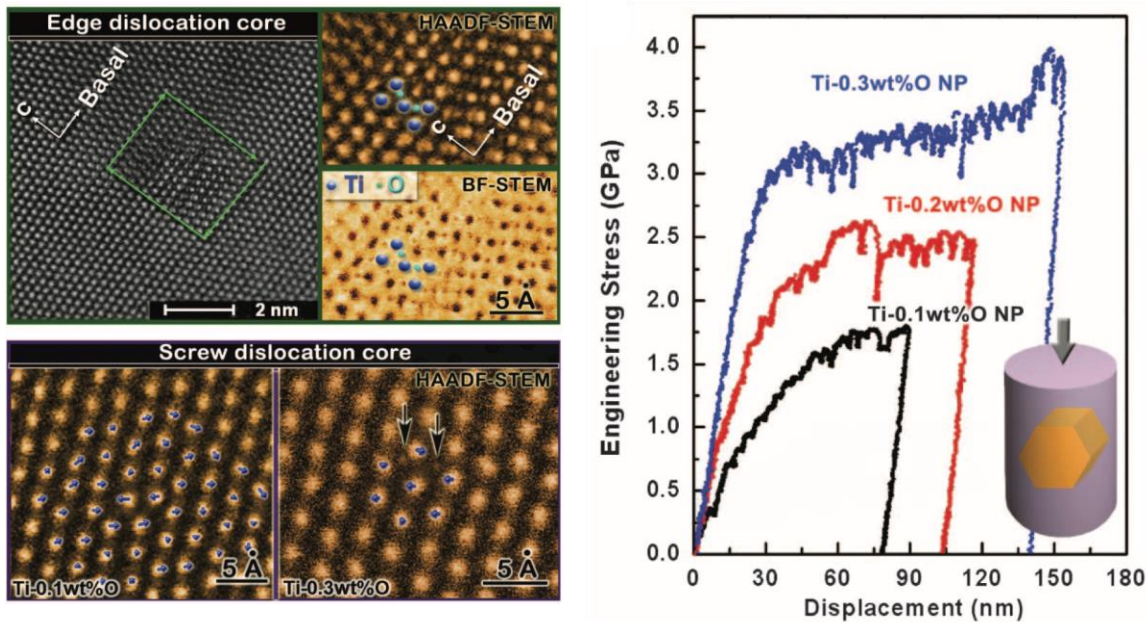 Edge dislocation core
c
Basal
2 nm
HAADF-STEM
c
Basal
Ti
O
BF-STEM
5 Å
Screw dislocation core
HAADF-STEM
5 Å
Ti-0.1wt%O
5 Å
Ti-0.3wt%O
Engineering Stress (GPa)
4.0
3.5
3.0
2.5
2.0
1.5
1.0
0.5
0.0
Ti-0.3wt%O NP
Ti-0.2wt%O NP
Ti-0.1wt%O NP
0 30 60 90 120 150 180
Displacement (nm)